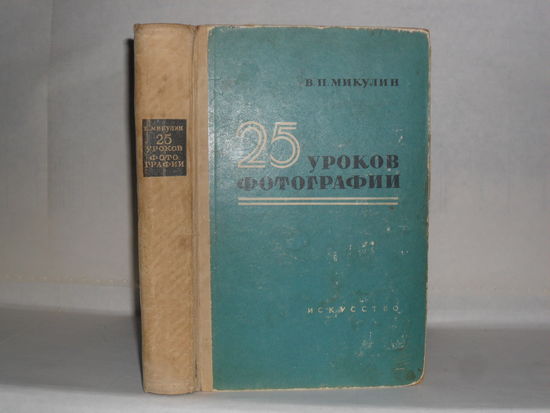 В. МИКУЛИН
25
УРОКОВ
ФОТО
ГРАФИИ
В. П. МИКУЛИН
25 УРОКОВ
ФОТОГРАФИИ
ИСКУССТВО